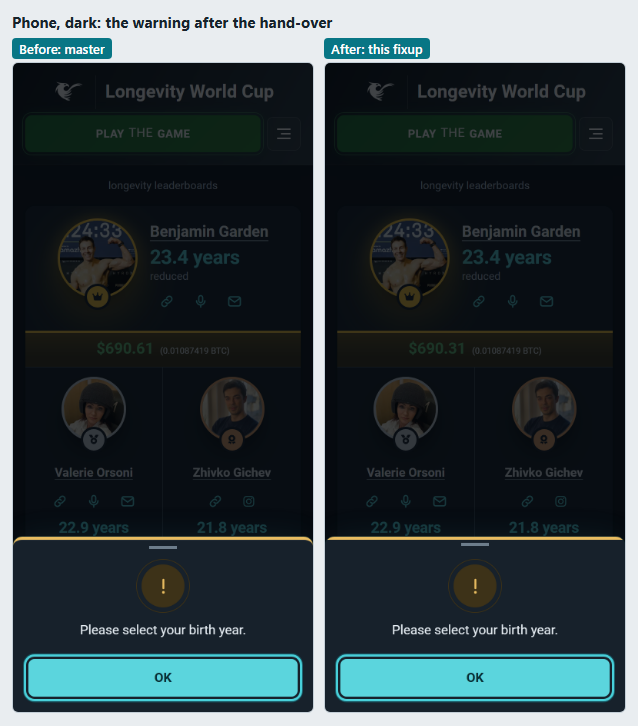 Phone, dark: the warning after the hand-over
Before: master
Longevity World Cup
PLAY THE GAME
longevity leaderboards
24:33
Benjamin Garden
23.4 years
reduced
$690.61 (0.01087419 BTC)
Valerie Orsoni
22.9 years
Zhivko Gichev
21.8 years
!
Please select your birth year.
OK
After: this fixup
Longevity World Cup
PLAY THE GAME
longevity leaderboards
24:33
Benjamin Garden
23.4 years
reduced
$690.31 (0.01087419 BTC)
Valerie Orsoni
22.9 years
Zhivko Gichev
21.8 years
!
Please select your birth year.
OK